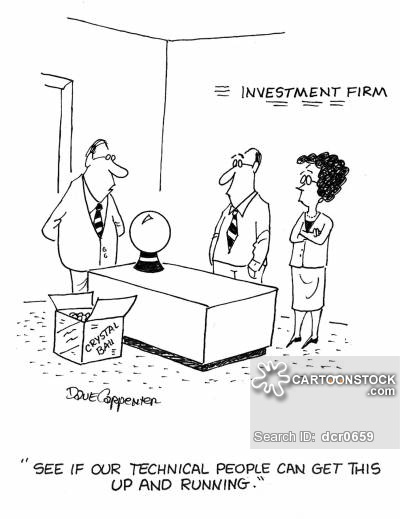 INVESTMENT FIRM
CRYSTAL
BALL
DAVE CARPENTER
CARTOONSTOCK
.com
Search ID: dcr0659
"SEE IF OUR TECHNICAL PEOPLE CAN GET THIS
UP AND RUNNING."